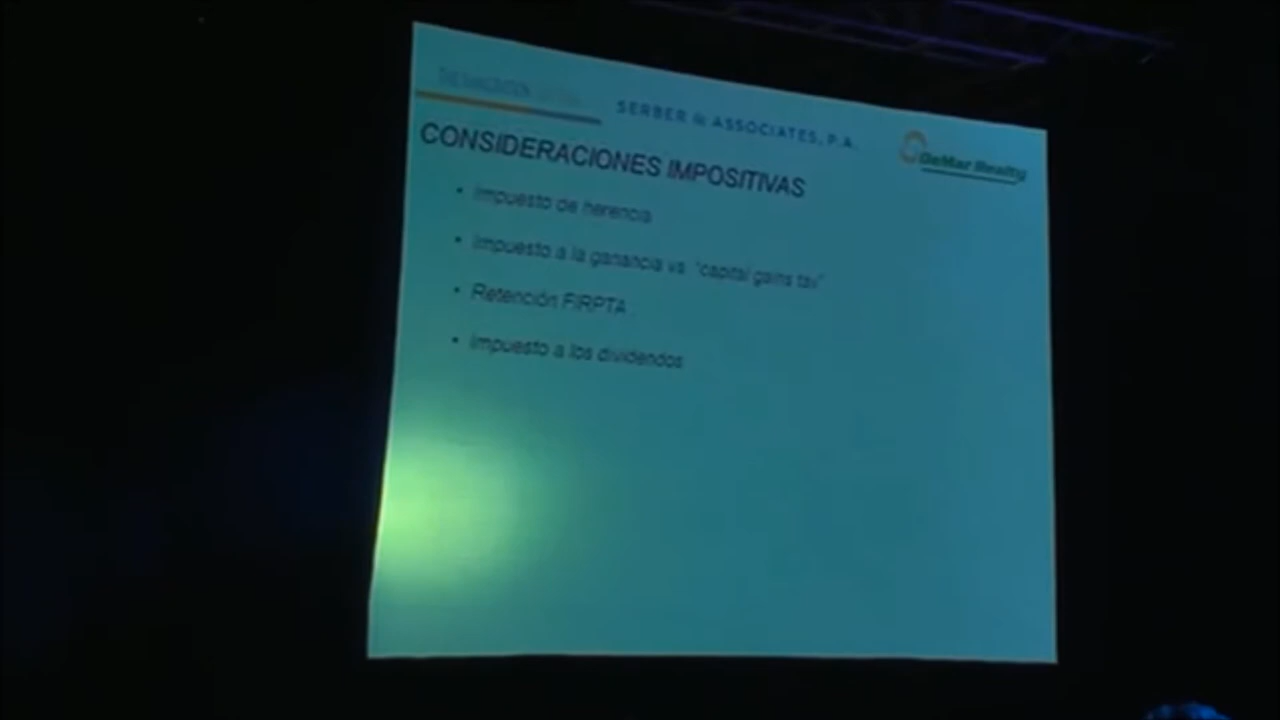 SERBER & ASSOCIATES, P.A.
DeMar Realty
CONSIDERACIONES IMPOSITIVAS
• Impuesto de herencia
• Impuesto a la ganancia vs. "capital gains tax"
• Retención FIRPTA
• Impuesto a los dividendos